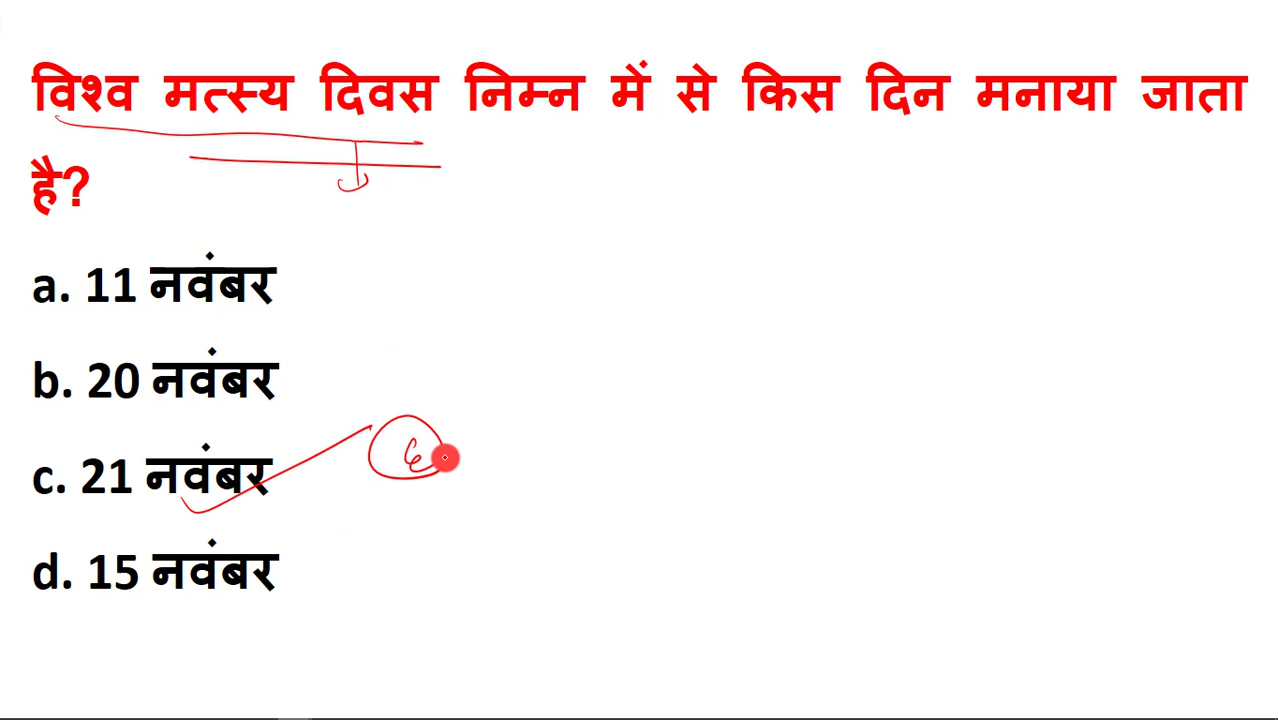 विश्व मत्स्य दिवस निम्न में से किस दिन मनाया जाता
है?
a. 11 नवंबर
b. 20 नवंबर
c. 21 नवंबर
d. 15 नवंबर